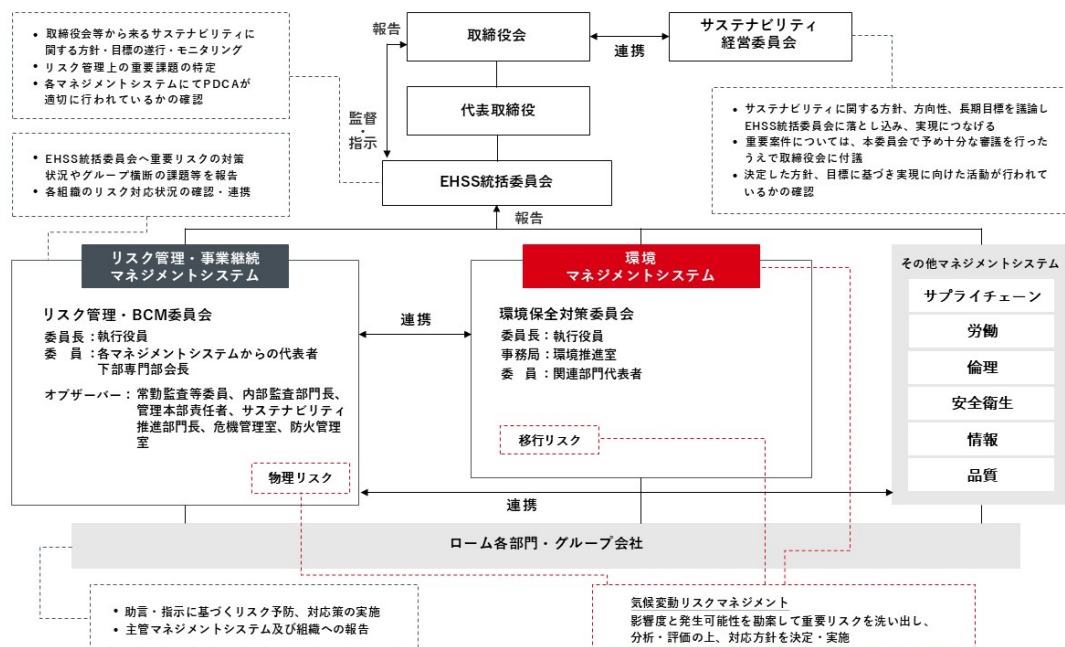 ・ 取締役会等から来るサステナビリティに
関する方針・目標の遂行・モニタリング
・ リスク管理上の重要課題の特定
・ 各マネジメントシステムにてPDCAが
適切に行われているかの確認
報告
取締役会
連携
サステナビリティ
経営委員会
代表取締役
監督
・
指示
EHSS統括委員会
・ サステナビリティに関する方針、方向性、長期目標を議論し
EHSS統括委員会に落とし込み、実現につなげる
・ 重要案件については、本委員会で予め十分な審議を行った
うえで取締役会に付議
・ 決定した方針、目標に基づき実現に向けた活動が行われて
いるかの確認
・ EHSS統括委員会へ重要リスクの対策
状況やグループ横断の課題等を報告
・ 各組織のリスク対応状況の確認・連携
報告
リスク管理・事業継続
マネジメントシステム
リスク管理・BCM委員会
委員長：執行役員
委　員：各マネジメントシステムからの代表者
下部専門部会長
オブザーバー：常勤監査等委員、内部監査部門長、
管理本部責任者、サステナビリティ
推進部門長、危機管理室、防火管理
室
物理リスク
連携
環境
マネジメントシステム
環境保全対策委員会
委員長：執行役員
事務局：環境推進室
委　員：関連部門代表者
移行リスク
連携
その他マネジメントシステム
サプライチェーン
労働
倫理
安全衛生
情報
品質
ローム各部門・グループ会社
・ 助言・指示に基づくリスク予防、対応策の実施
・ 主管マネジメントシステム及び組織への報告
気候変動リスクマネジメント
影響度と発生可能性を勘案して重要リスクを洗い出し、
分析・評価の上、対応方針を決定・実施